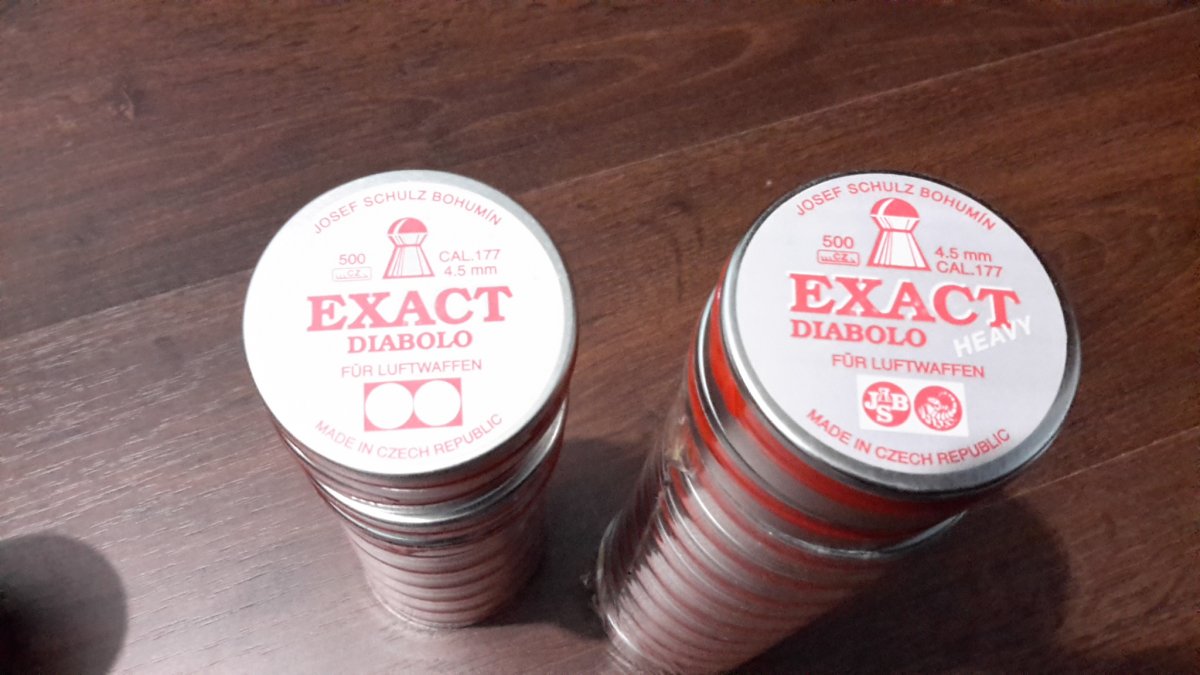 JOSEF SCHULZ BOHUMÍN
500
CZ
CAL.177
4.5 mm
EXACT
DIABOLO
FÜR LUFTWAFFEN
MADE IN CZECH REPUBLIC
JOSEF SCHULZ BOHUMÍN
500
CZ
4.5 mm
CAL.177
EXACT
DIABOLO
HEAVY
FÜR LUFTWAFFEN
JSB
MADE IN CZECH REPUBLIC